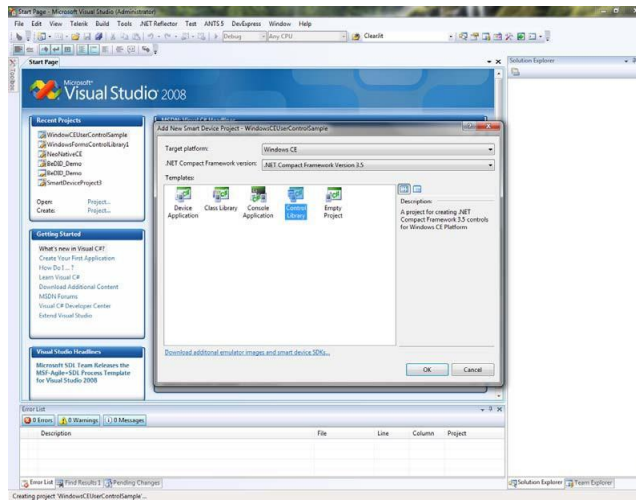 Start Page - Microsoft Visual Studio (Administrator)
File Edit View Telerik Build Tools .NET Reflector Test ANTS 5 DevExpress Window Help
Debug Any CPU ClearIt
Start Page
Solution Explorer
Toolbox
Microsoft
Visual Studio 2008
Recent Projects
WindowCEUserControlSample
WindowsFormsControlLibrary1
NeoNativeCE
BeDID_Demo
BeDID_Demo
SmartDeviceProject3
Open: Project...
Create: Project...
Getting Started
What's new in Visual C#?
Create Your First Application
How Do I ... ?
Learn Visual C#
Download Additional Content
MSDN Forums
Visual C# Developer Center
Extend Visual Studio
Visual Studio Headlines
Microsoft SDL Team Releases the
MSF-Agile+SDL Process Template
for Visual Studio 2008
Add New Smart Device Project - WindowsCEUserControlSample
Target platform: Windows CE
.NET Compact Framework version: .NET Compact Framework Version 3.5
Templates:
Device Application
Class Library
Console Application
Control Library
Empty Project
Description:
A project for creating .NET
Compact Framework 3.5 controls
for Windows CE Platform
Download additional emulator images and smart device SDKs...
OK Cancel
Error List
0 Errors 0 Warnings 0 Messages
Description File Line Column Project
Error List Find Results 1 Pending Changes
Solution Explorer Team Explorer
Creating project 'WindowsCEUserControlSample'...